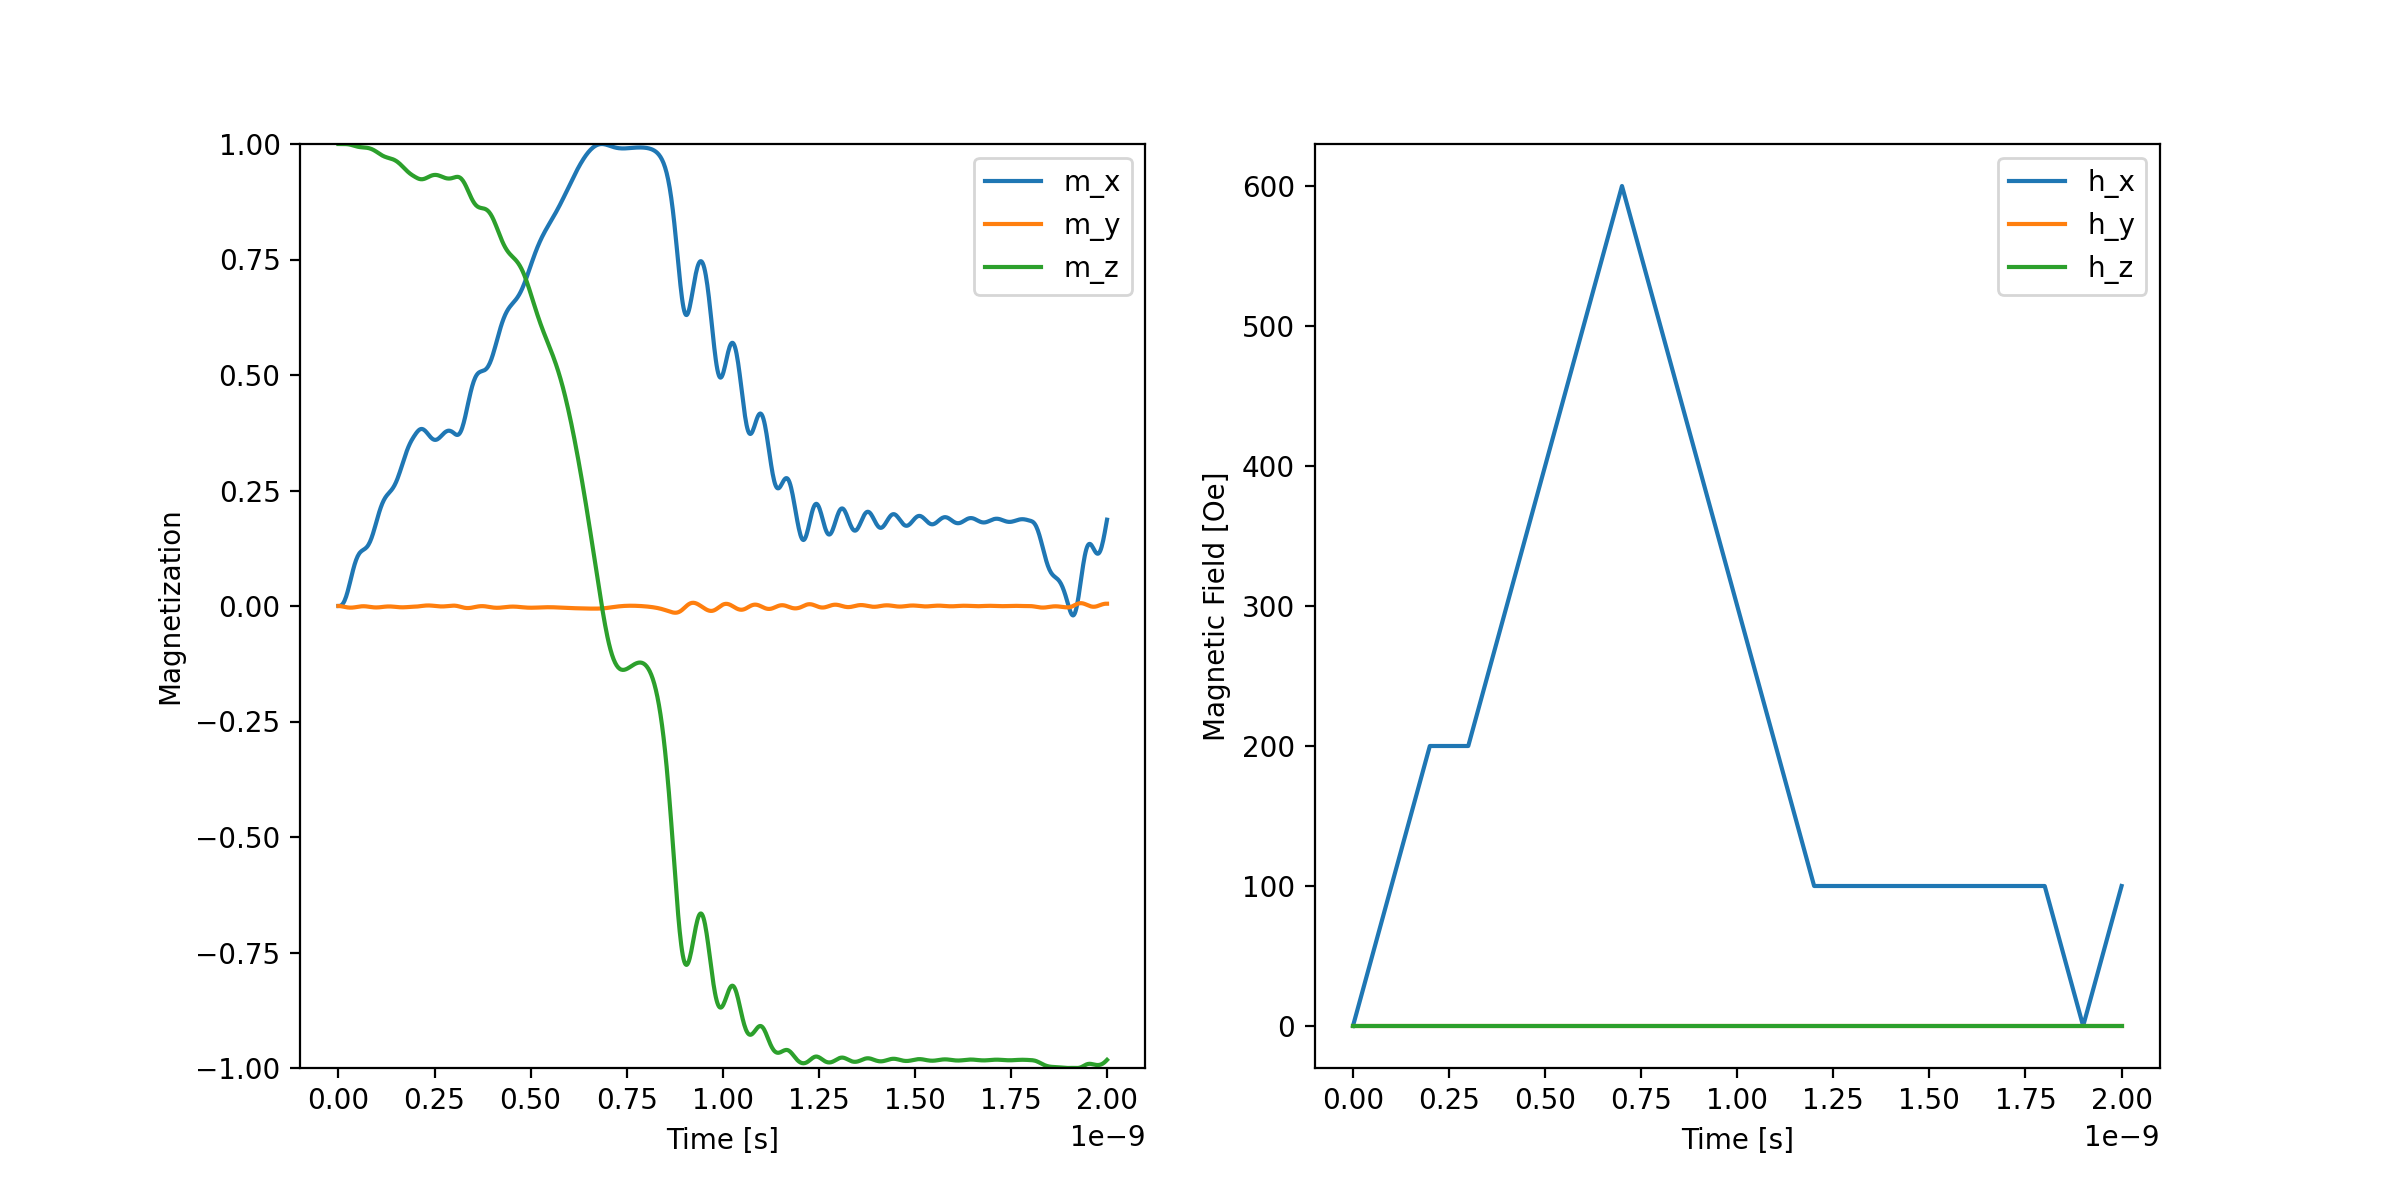 Magnetization
1.00
0.75
0.50
0.25
0.00
−0.25
−0.50
−0.75
−1.00
m_x
m_y
m_z
0.00 0.25 0.50 0.75 1.00 1.25 1.50 1.75 2.00
Time [s]
1e−9
Magnetic Field [Oe]
600
500
400
300
200
100
0
h_x
h_y
h_z
0.00 0.25 0.50 0.75 1.00 1.25 1.50 1.75 2.00
Time [s]
1e−9